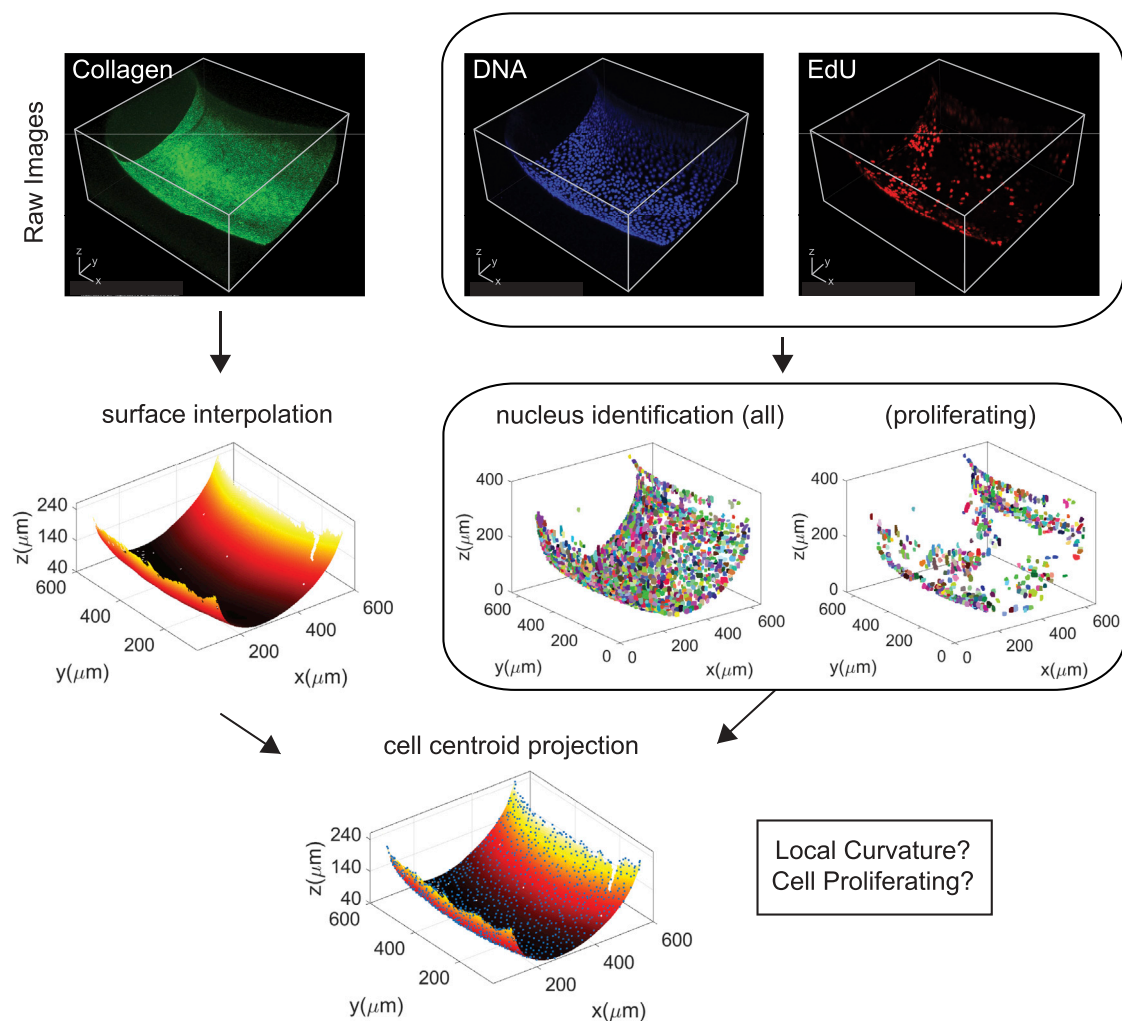 Raw Images
Collagen
z
y
x
DNA
z
y
x
EdU
z
y
x
surface interpolation
240
140
40
z(μm)
600
400
200
y(μm)
200
400
600
x(μm)
nucleus identification (all)
400
200
0
z(μm)
600
400
200
0
y(μm)
0
200
400
600
x(μm)
(proliferating)
400
200
0
z(μm)
600
400
200
0
y(μm)
0
200
400
600
x(μm)
cell centroid projection
240
140
40
z(μm)
600
400
200
y(μm)
200
400
600
x(μm)
Local Curvature?
Cell Proliferating?